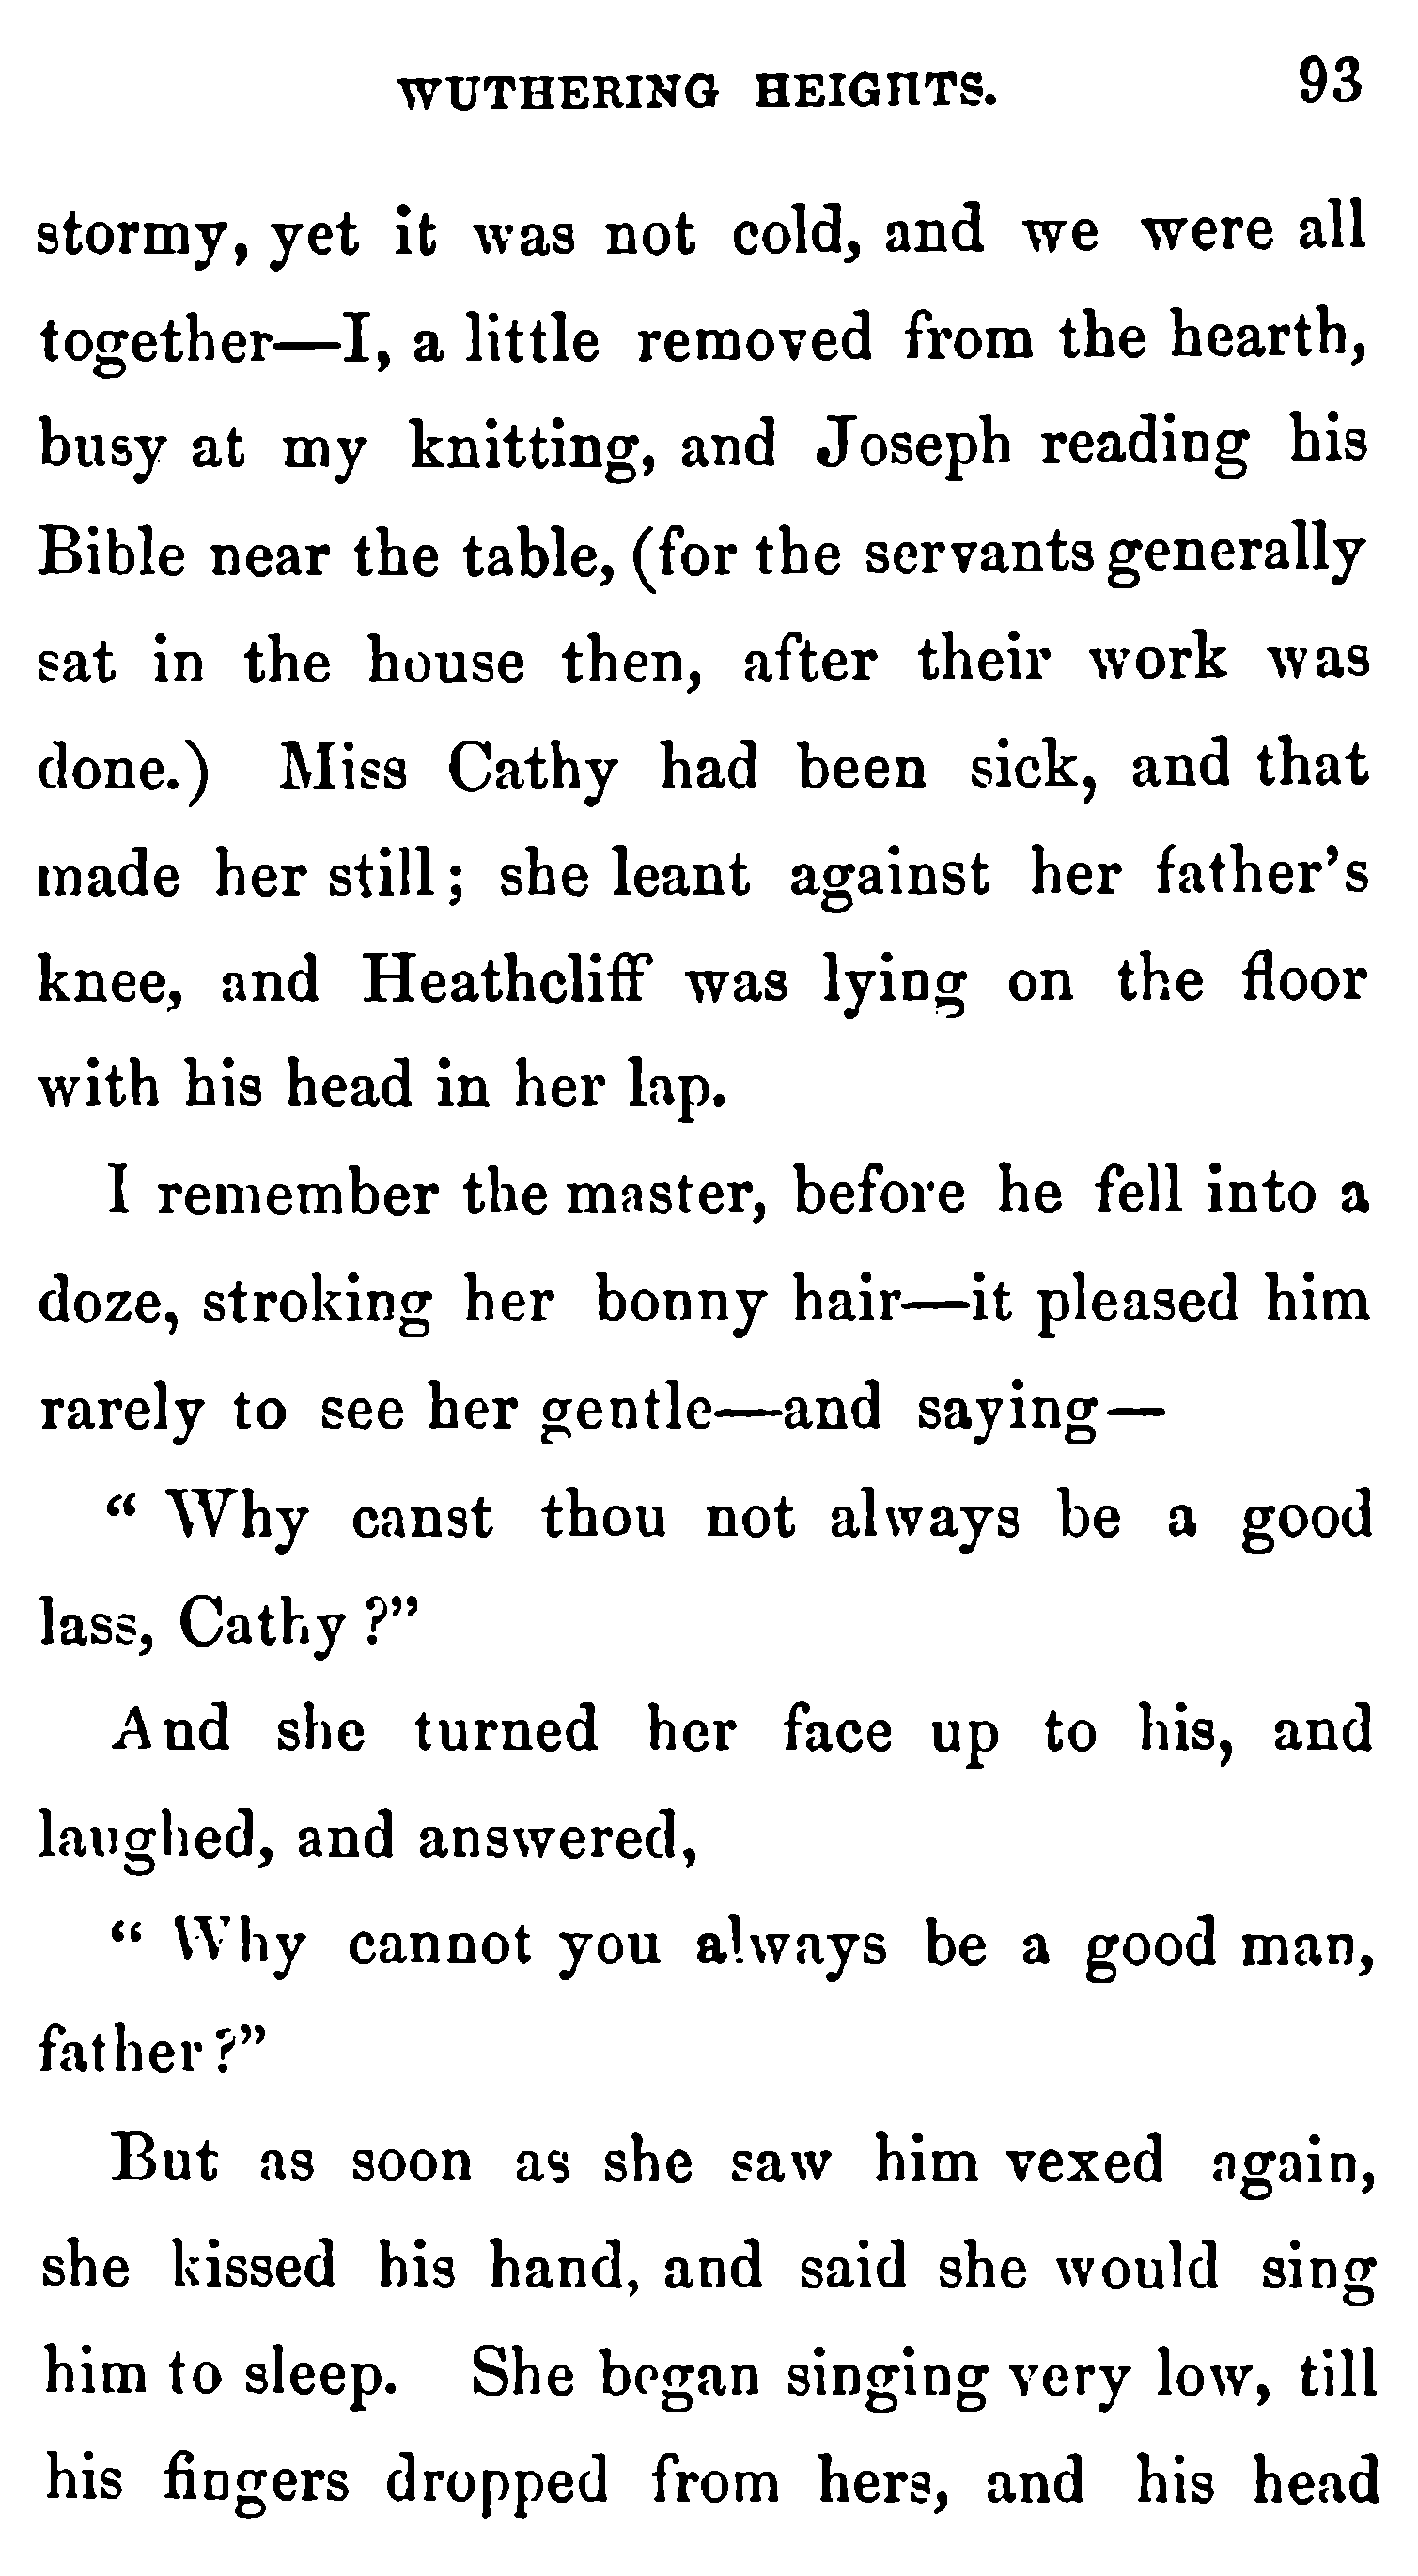 WUTHERING HEIGHTS. 93
stormy, yet it was not cold, and we were all
together—I, a little removed from the hearth,
busy at my knitting, and Joseph reading his
Bible near the table, (for the servants generally
sat in the house then, after their work was
done.) Miss Cathy had been sick, and that
made her still; she leant against her father's
knee, and Heathcliff was lying on the floor
with his head in her lap.
I remember the master, before he fell into a
doze, stroking her bonny hair—it pleased him
rarely to see her gentle—and saying—
" Why canst thou not always be a good
lass, Cathy ?"
And she turned her face up to his, and
laughed, and answered,
" Why cannot you always be a good man,
father ?"
But as soon as she saw him vexed again,
she kissed his hand, and said she would sing
him to sleep. She began singing very low, till
his fingers dropped from hers, and his head